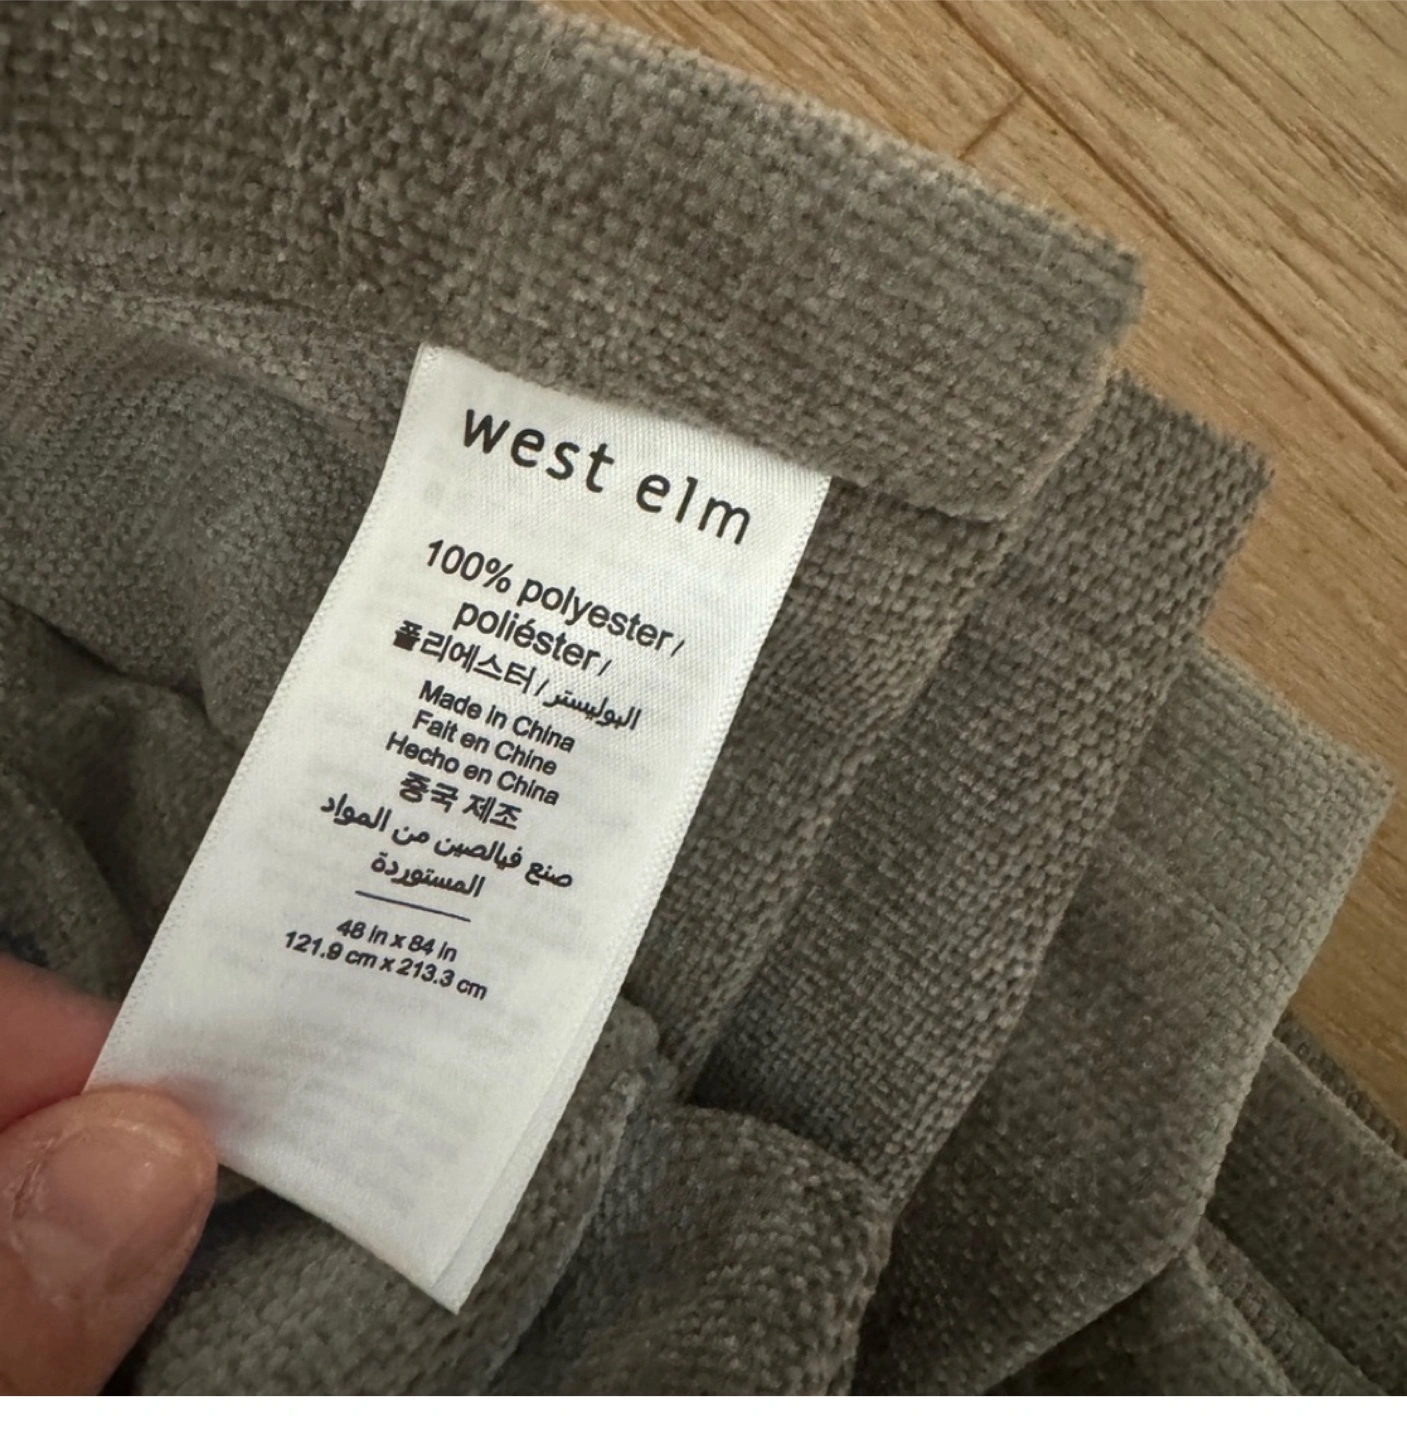 west elm
100% polyester /
poliéster /
폴리에스터 / البوليستر
Made in China
Fait en Chine
Hecho en China
중국 제조
صنع فيالصين من المواد
المستوردة
48 in x 84 in
121.9 cm x 213.3 cm